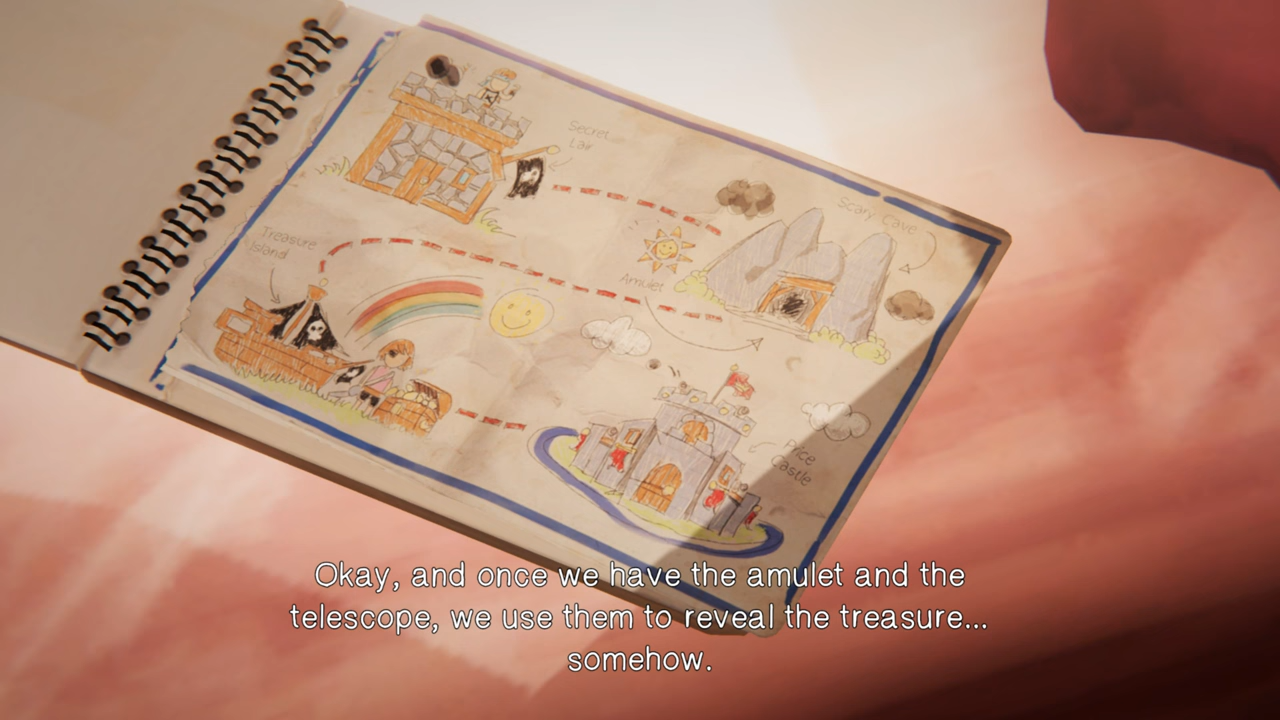 Secret
Lair
Scary Cave
Treasure
Island
Amulet
Price
Castle
Okay, and once we have the amulet and the
telescope, we use them to reveal the treasure...
somehow.